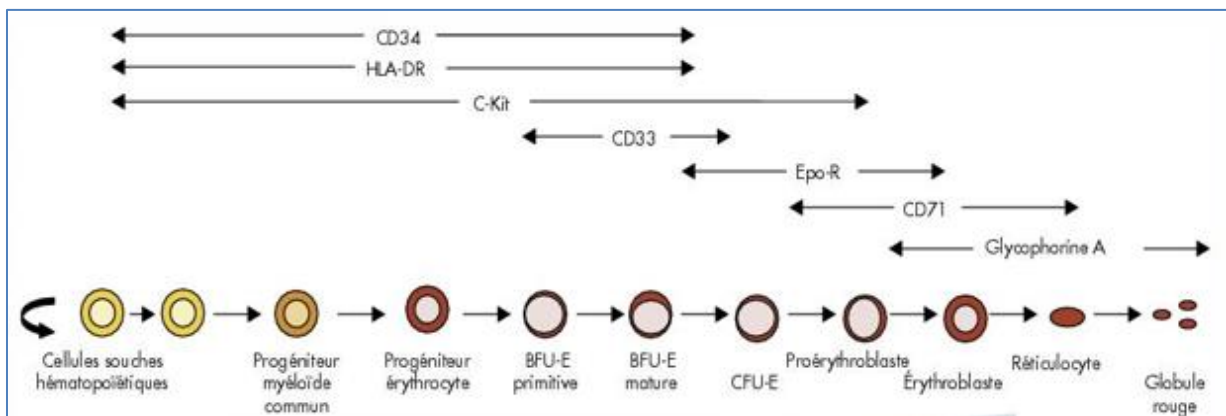 CD34
HLA-DR
C-Kit
CD33
Epo-R
CD71
Glycophorine A
Cellules souches
hématopoïétiques
Progéniteur
myéloïde
commun
Progéniteur
érythrocyte
BFU-E
primitive
BFU-E
mature
CFU-E
Proérythroblaste
Érythroblaste
Réticulocyte
Globule
rouge